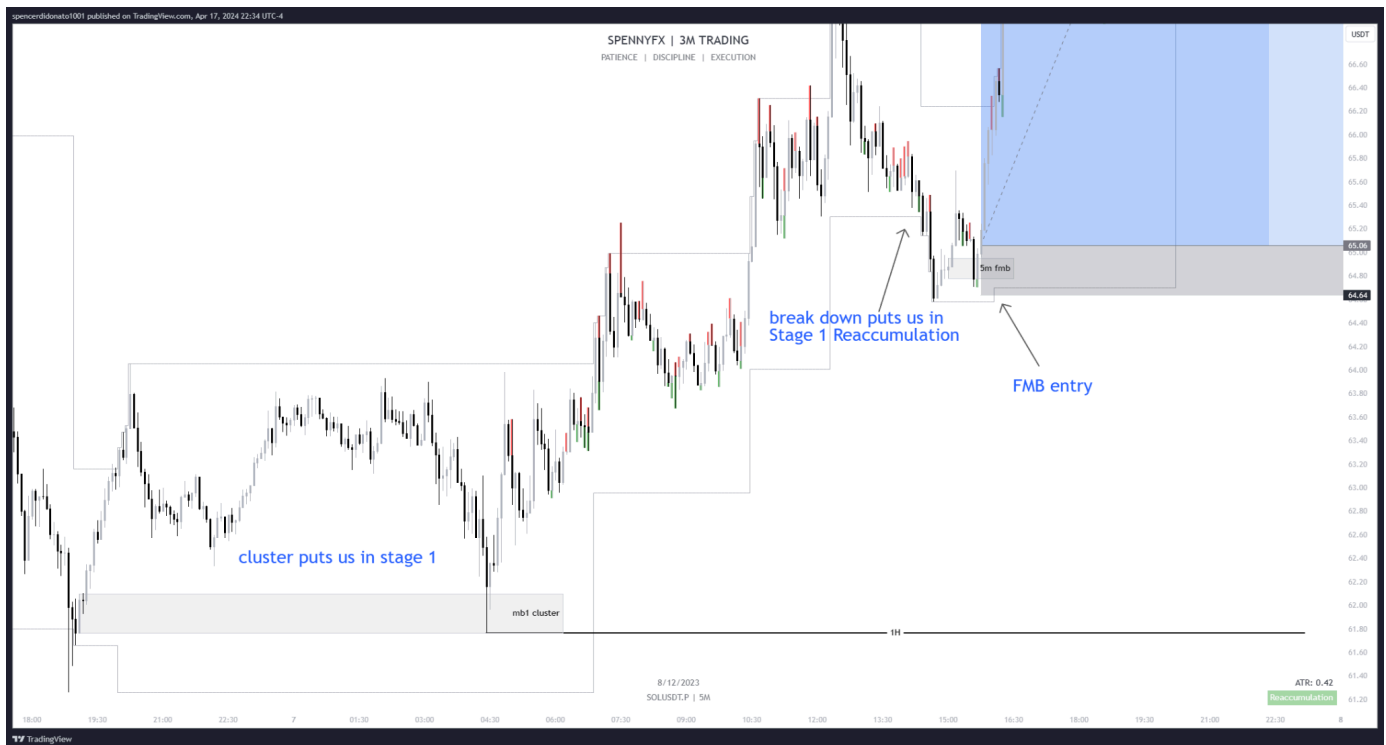 spencerdidonato1001 published on TradingView.com, Apr 17, 2024 22:34 UTC-4
SPENNYFX | 3M TRADING
PATIENCE | DISCIPLINE | EXECUTION
USDT
66.60
66.40
66.20
66.00
65.80
65.60
65.40
65.20
65.06
65.00
5m fmb
64.80
64.64
break down puts us in
Stage 1 Reaccumulation
64.40
64.20
64.00
FMB entry
63.80
63.60
63.40
63.20
63.00
62.80
62.60
cluster puts us in stage 1
62.40
62.20
62.00
mb1 cluster
61.80
1H
61.60
61.40
8/12/2023
ATR: 0.42
SOLUSDT.P | 5M
Reaccumulation
61.20
18:00 19:30 21:00 22:30 7 01:30 03:00 04:30 06:00 07:30 09:00 10:30 12:00 13:30 15:00 16:30 18:00 19:30 21:00 22:30 8
TradingView